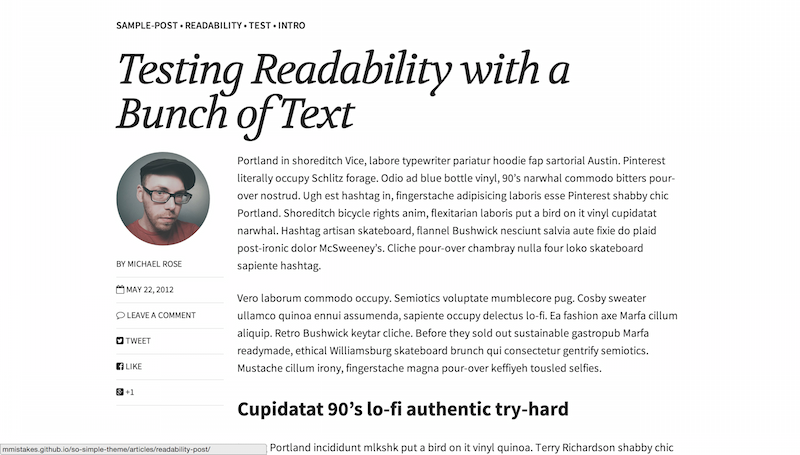 SAMPLE-POST • READABILITY • TEST • INTRO
Testing Readability with a
Bunch of Text
Portland in shoreditch Vice, labore typewriter pariatur hoodie fap sartorial Austin. Pinterest
literally occupy Schlitz forage. Odio ad blue bottle vinyl, 90's narwhal commodo bitters pour-
over nostrud. Ugh est hashtag in, fingerstache adipisicing laboris esse Pinterest shabby chic
Portland. Shoreditch bicycle rights anim, flexitarian laboris put a bird on it vinyl cupidatat
narwhal. Hashtag artisan skateboard, flannel Bushwick nesciunt salvia aute fixie do plaid
post-ironic dolor McSweeney's. Cliche pour-over chambray nulla four loko skateboard
sapiente hashtag.
BY MICHAEL ROSE
MAY 22, 2012
LEAVE A COMMENT
TWEET
LIKE
+1
Vero laborum commodo occupy. Semiotics voluptate mumblecore pug. Cosby sweater
ullamco quinoa ennui assumenda, sapiente occupy delectus lo-fi. Ea fashion axe Marfa cillum
aliquip. Retro Bushwick keytar cliche. Before they sold out sustainable gastropub Marfa
readymade, ethical Williamsburg skateboard brunch qui consectetur gentrify semiotics.
Mustache cillum irony, fingerstache magna pour-over keffiyeh tousled selfies.
Cupidatat 90's lo-fi authentic try-hard
Portland incididunt mlkshk put a bird on it vinyl quinoa. Terry Richardson shabby chic
mmistakes.github.io/so-simple-theme/articles/readability-post/